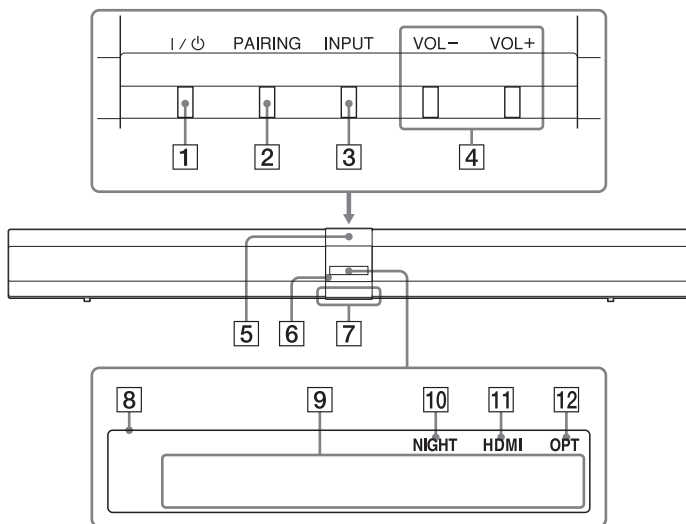 I / ⏻ PAIRING INPUT VOL− VOL+
1 2 3 4
5 6 7
8 9 10 11 12
NIGHT HDMI OPT